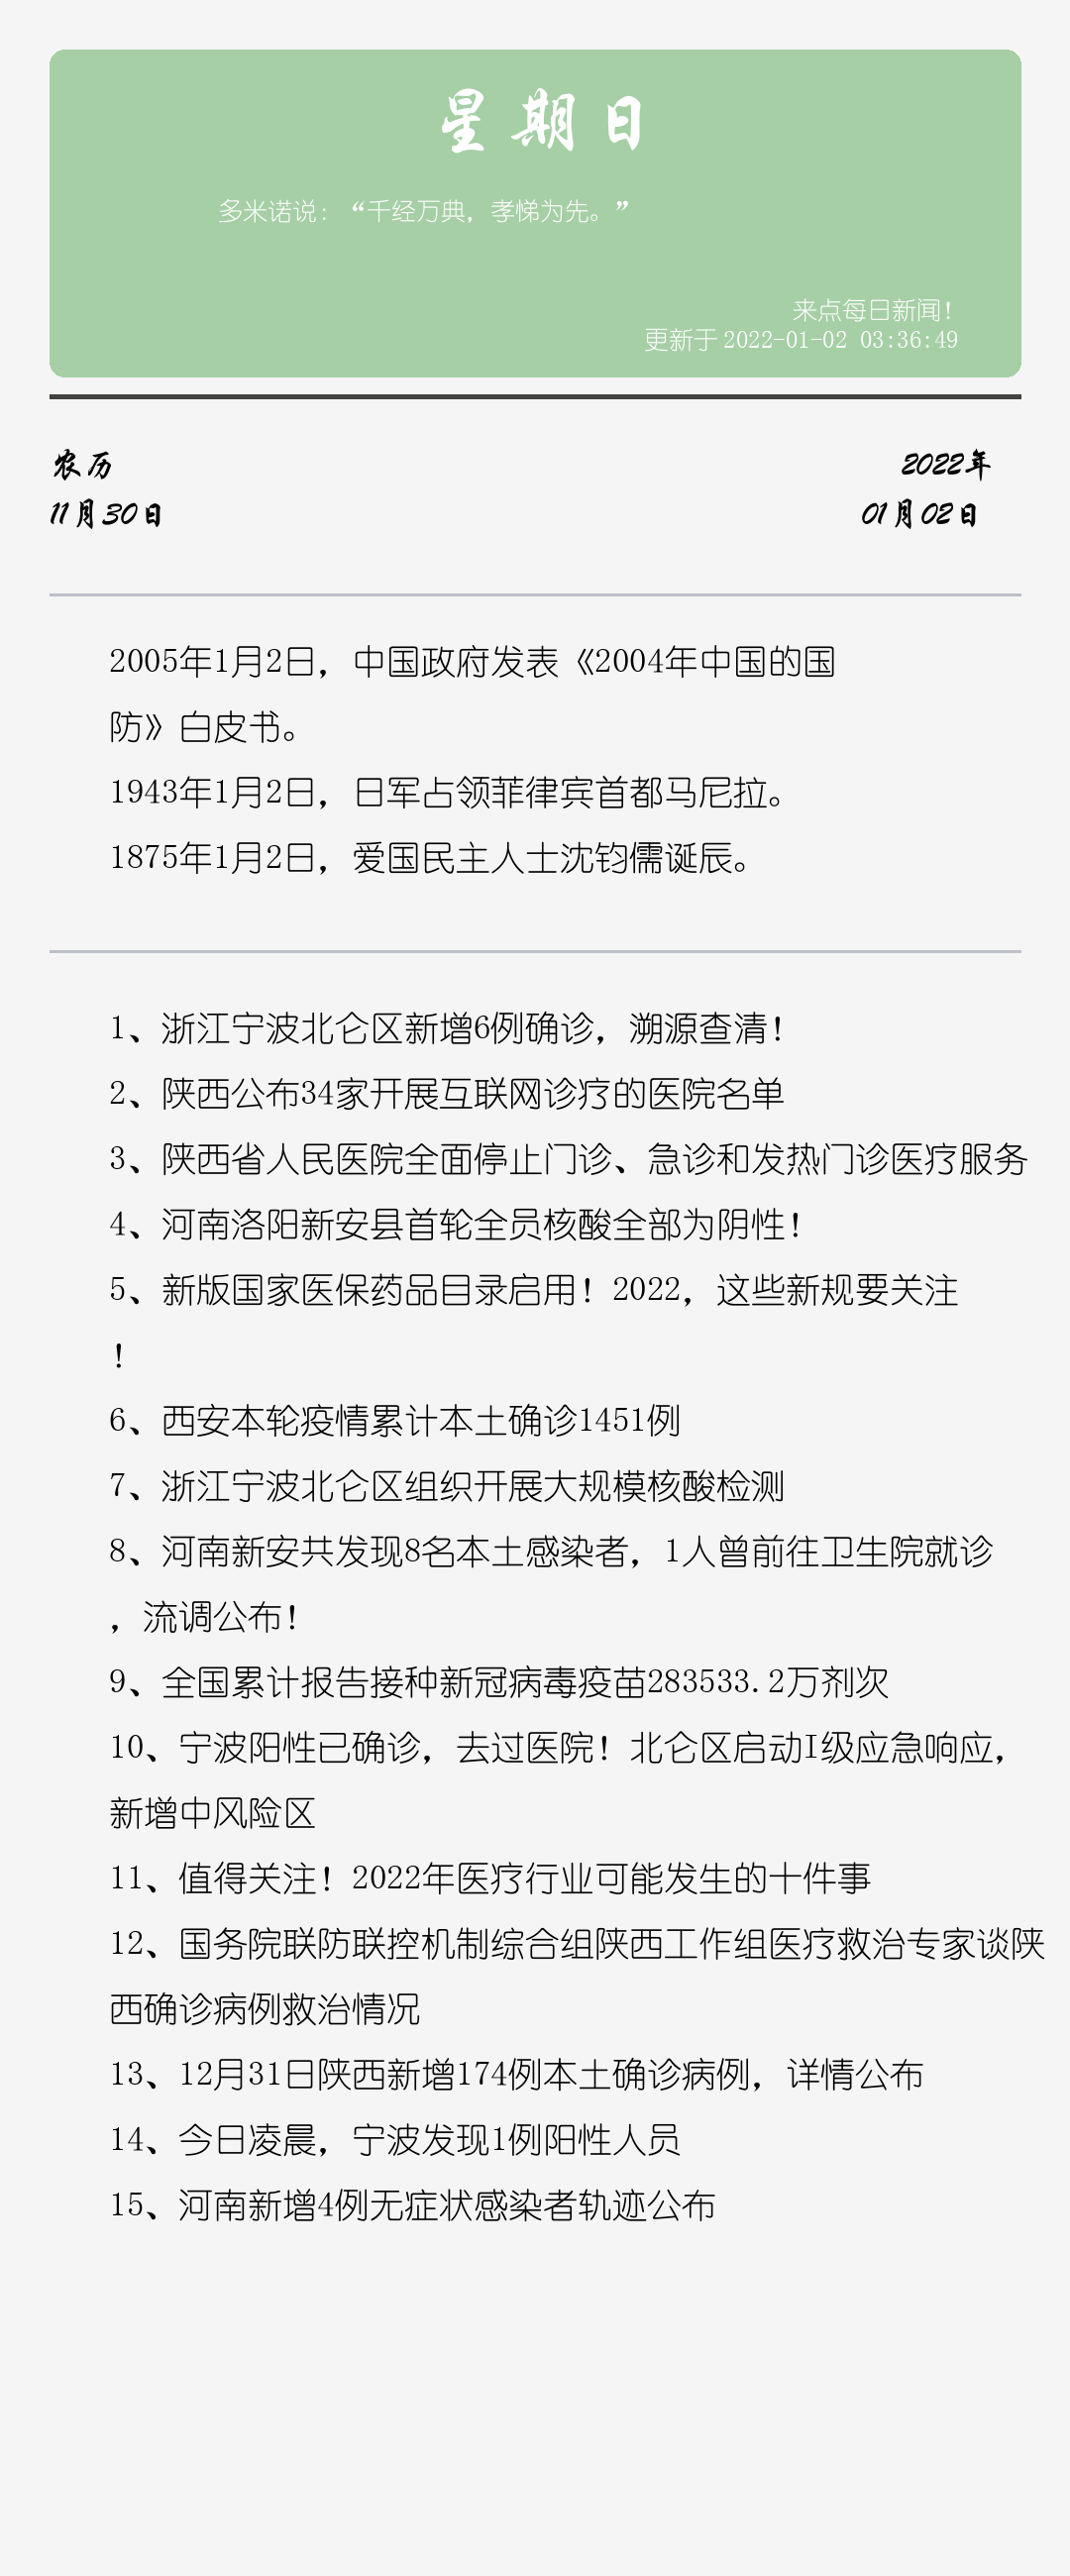 星期日
多米诺说：“千经万典，孝悌为先。”
来点每日新闻！
更新于 2022-01-02 03:36:49
农历
2022年
11月30日
01月02日
2005年1月2日，中国政府发表《2004年中国的国
防》白皮书。
1943年1月2日，日军占领菲律宾首都马尼拉。
1875年1月2日，爱国民主人士沈钧儒诞辰。
1、浙江宁波北仑区新增6例确诊，溯源查清！
2、陕西公布34家开展互联网诊疗的医院名单
3、陕西省人民医院全面停止门诊、急诊和发热门诊医疗服务
4、河南洛阳新安县首轮全员核酸全部为阴性！
5、新版国家医保药品目录启用！2022，这些新规要关注
！
6、西安本轮疫情累计本土确诊1451例
7、浙江宁波北仑区组织开展大规模核酸检测
8、河南新安共发现8名本土感染者，1人曾前往卫生院就诊
，流调公布！
9、全国累计报告接种新冠病毒疫苗283533.2万剂次
10、宁波阳性已确诊，去过医院！北仑区启动I级应急响应，
新增中风险区
11、值得关注！2022年医疗行业可能发生的十件事
12、国务院联防联控机制综合组陕西工作组医疗救治专家谈陕
西确诊病例救治情况
13、12月31日陕西新增174例本土确诊病例，详情公布
14、今日凌晨，宁波发现1例阳性人员
15、河南新增4例无症状感染者轨迹公布